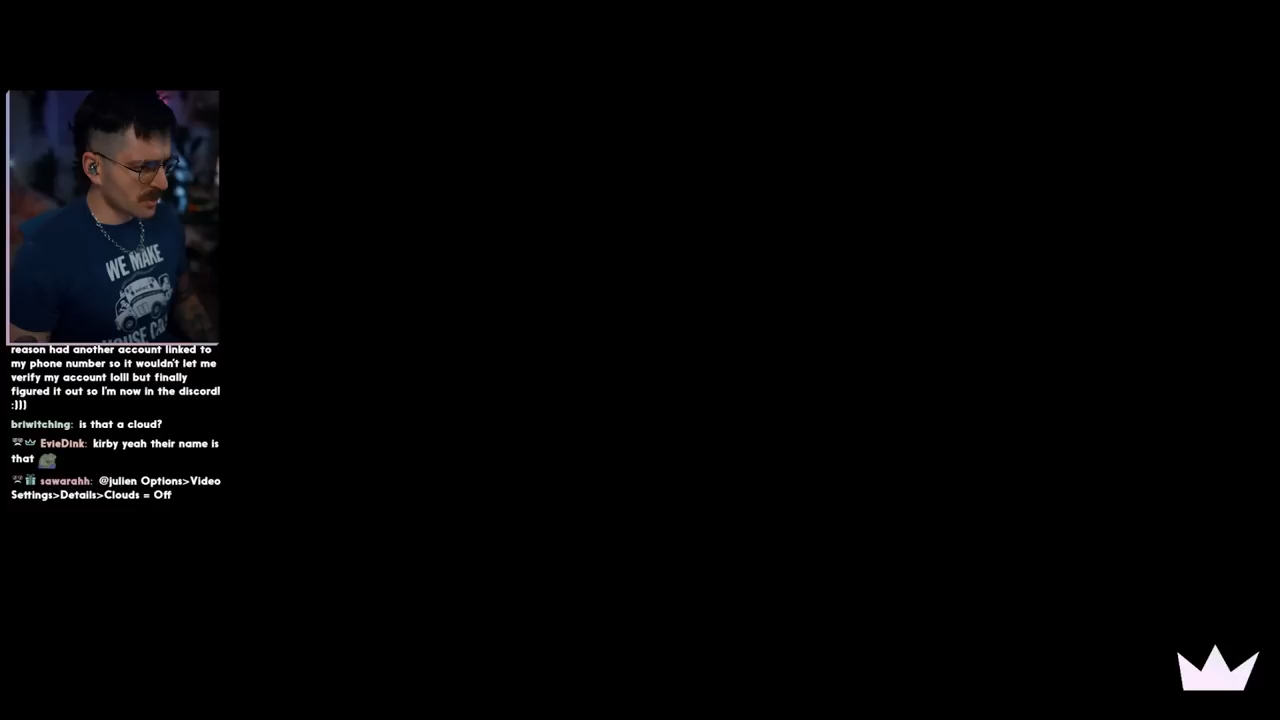 WE MAKE
HOUSE CALLS
reason had another account linked to
my phone number so it wouldn't let me
verify my account lolll but finally
figured it out so I'm now in the discord!
:)))
briwitching: is that a cloud?
EvieDink: kirby yeah their name is
that
sawarahh: @julien Options>Video
Settings>Details>Clouds = Off